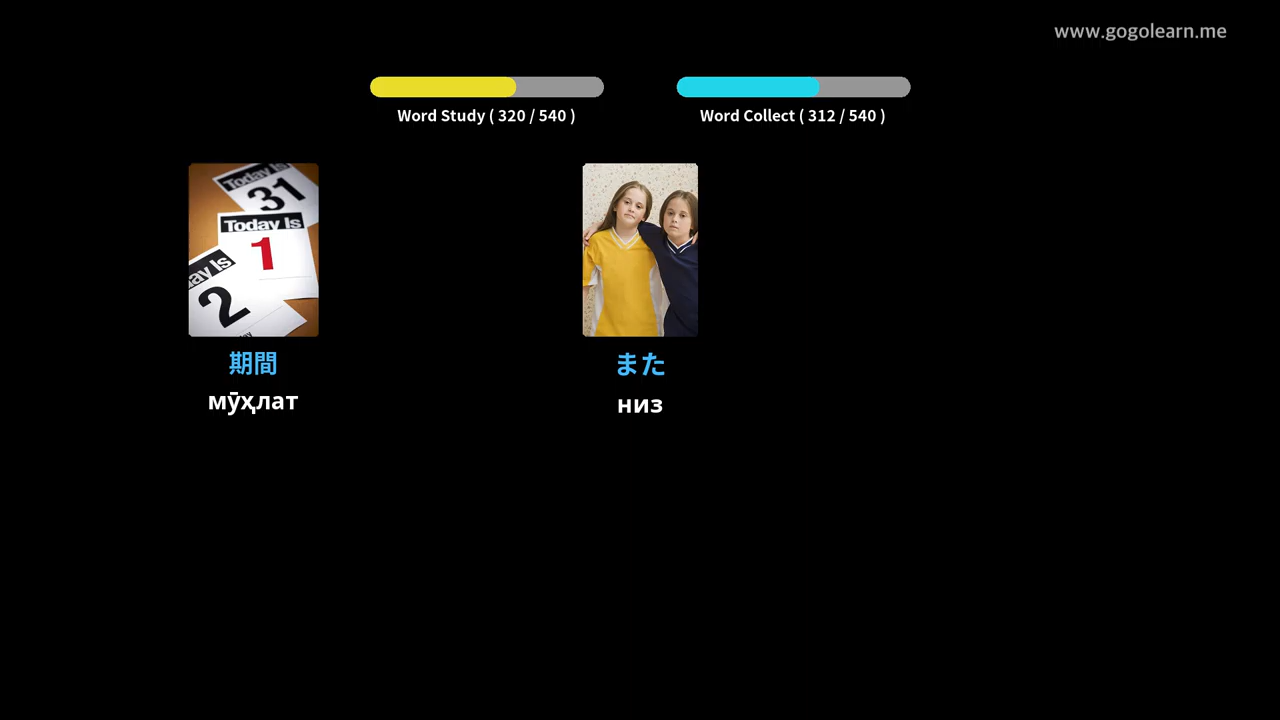 www.gogolearn.me
Word Study ( 320 / 540 )
Word Collect ( 312 / 540 )
Today Is
31
Today Is
1
ay Is
2
期間
мӯҳлат
また
низ